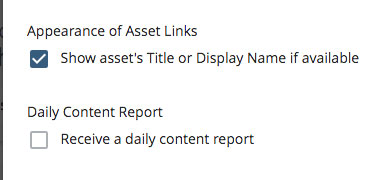 Appearance of Asset Links
Show asset's Title or Display Name if available
Daily Content Report
Receive a daily content report